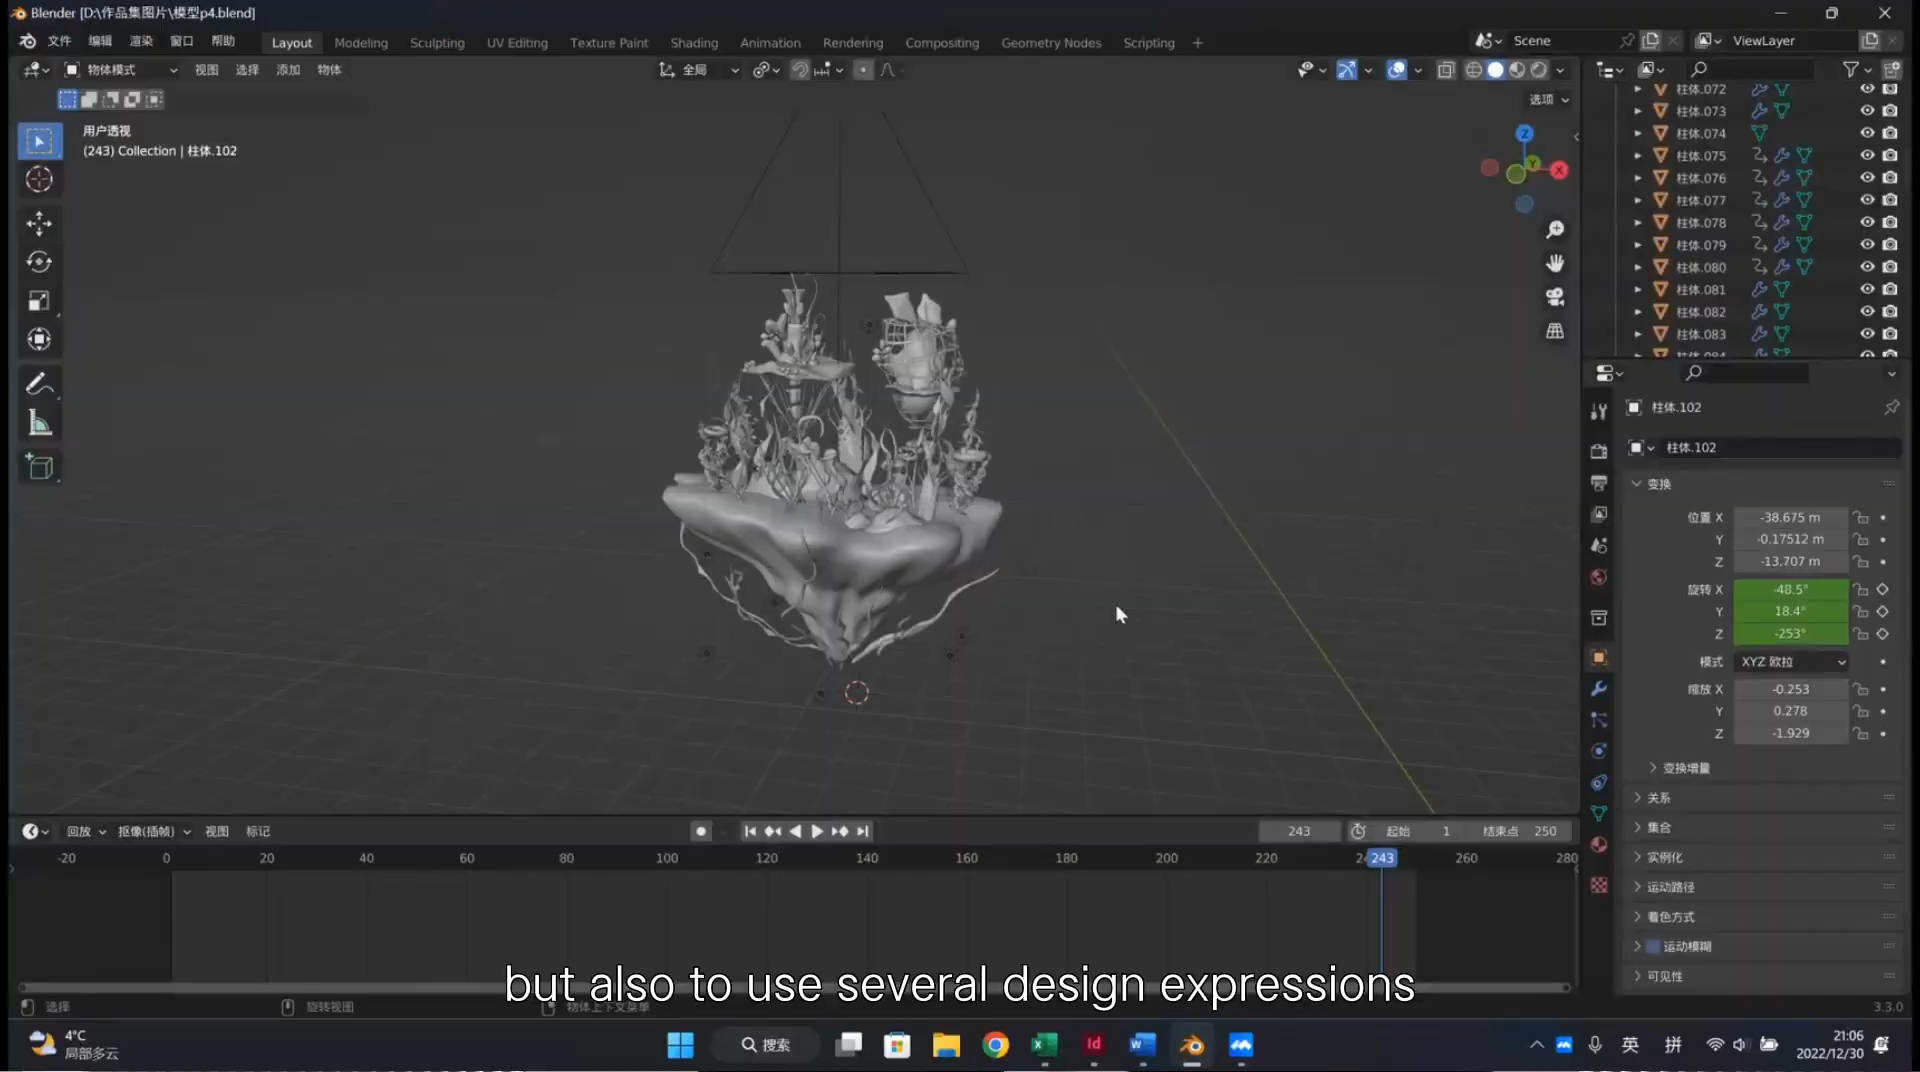 Blender [D:\作品集图片\模型p4.blend]
文件 编辑 渲染 窗口 帮助 Layout Modeling Sculpting UV Editing Texture Paint Shading Animation Rendering Compositing Geometry Nodes Scripting + Scene ViewLayer
物体模式 视图 选择 添加 物体 全局
选项
用户透视
(243) Collection | 柱体.102
Z
Y
X
柱体.072
柱体.073
柱体.074
柱体.075
柱体.076
柱体.077
柱体.078
柱体.079
柱体.080
柱体.081
柱体.082
柱体.083
柱体.084
柱体.102
柱体.102
变换
位置 X -38.675 m
Y -0.17512 m
Z -13.707 m
旋转 X -48.5°
Y 18.4°
Z -253°
模式 XYZ 欧拉
缩放 X -0.253
Y 0.278
Z -1.929
变换增量
关系
集合
实例化
运动路径
着色方式
运动模糊
可见性
回放 抠像(插帧) 视图 标记 243 起始 1 结束点 250
-20 0 20 40 60 80 100 120 140 160 180 200 220 243 260 280
but also to use several design expressions
选择 旋转视图 物体上下文菜单 3.3.0
4°C
局部多云
搜索
英 拼
21:06
2022/12/30